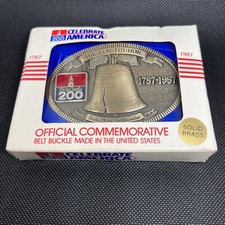 CELEBRATE
AMERICA
1787
1987
CONSTITUTION
1787-1987
200
OFFICIAL COMMEMORATIVE
BELT BUCKLE MADE IN THE UNITED STATES
SOLID
BRASS
CELEBRATE